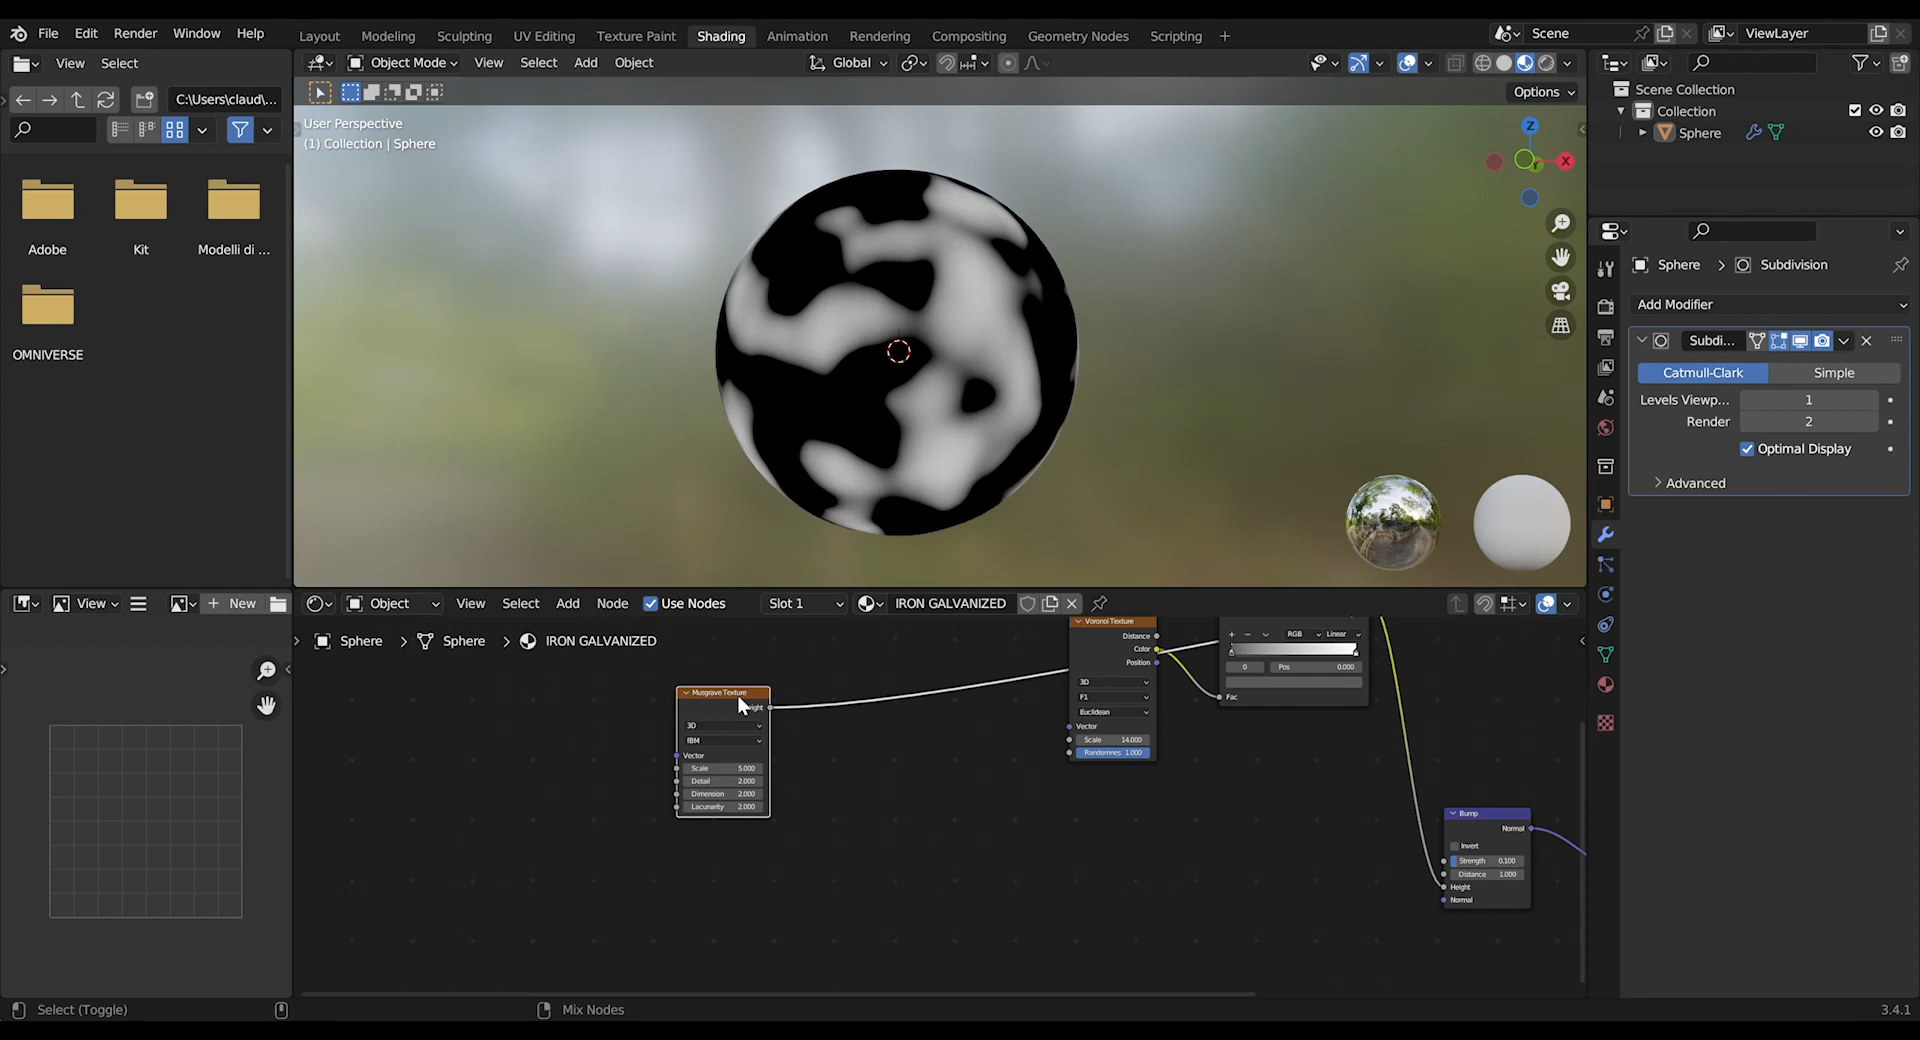 File Edit Render Window Help
Layout Modeling Sculpting UV Editing Texture Paint Shading Animation Rendering Compositing Geometry Nodes Scripting +
Scene
ViewLayer
View Select
Object Mode View Select Add Object
Global
C:\Users\claud\...
Options
User Perspective
(1) Collection | Sphere
Z
X
Y
Adobe
Kit
Modelli di ...
OMNIVERSE
Scene Collection
Collection
Sphere
Sphere > Subdivision
Add Modifier
Subdi...
Catmull-Clark Simple
Levels Viewp... 1
Render 2
Optimal Display
Advanced
View
+ New
Object View Select Add Node Use Nodes Slot 1 IRON GALVANIZED
Sphere > Sphere > IRON GALVANIZED
Voronoi Texture
Distance
Color
Position
3D
F1
Euclidean
Vector
Scale 14.000
Randomnes 1.000
+ − RGB Linear
0 Pos 0.000
Fac
Musgrave Texture
3D
fBM
Vector
Scale 5.000
Detail 2.000
Dimension 2.000
Lacunarity 2.000
Bump
Normal
Invert
Strength 0.100
Distance 1.000
Height
Normal
Select (Toggle)
Mix Nodes
3.4.1